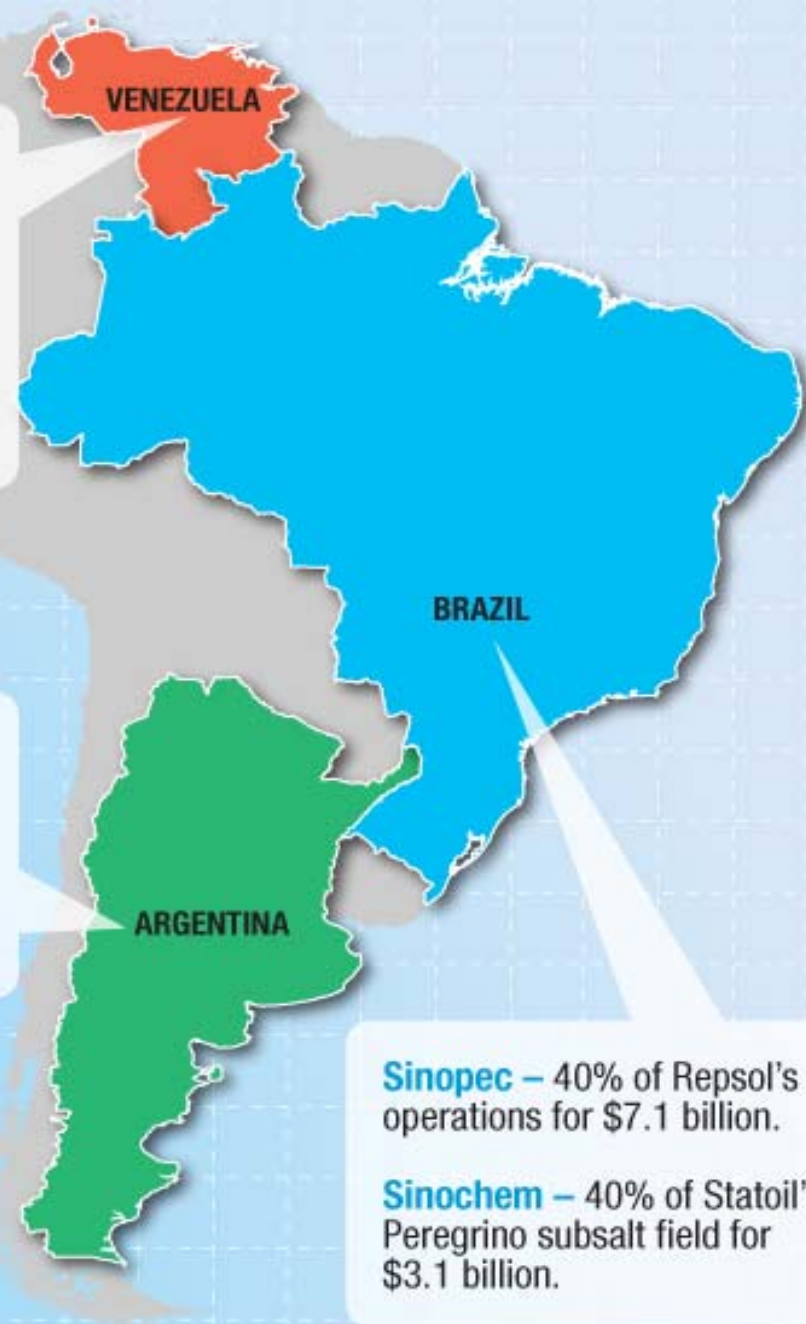 VENEZUELA
BRAZIL
ARGENTINA
Sinopec – 40% of Repsol's
operations for $7.1 billion.
Sinochem – 40% of Statoil'
Peregrino subsalt field for
$3.1 billion.